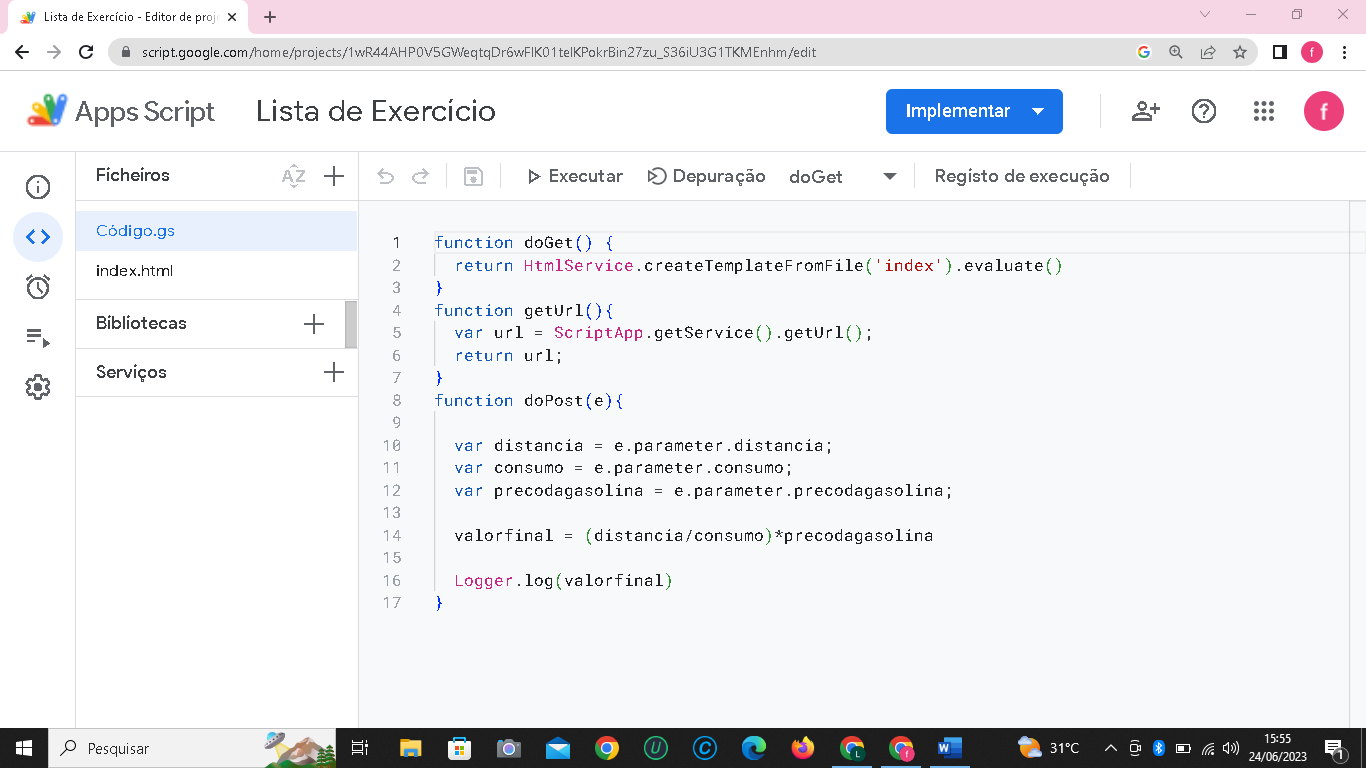 Lista de Exercício - Editor de proj
script.google.com/home/projects/1wR44AHP0V5GWeqtqDr6wFlK01telKPokrBin27zu_S36iU3G1TKMEnhm/edit
G
f
Apps Script
Lista de Exercício
Implementar
f
Ficheiros
AZ
Executar
Depuração
doGet
Registo de execução
Código.gs
index.html
Bibliotecas
Serviços
1 function doGet() {
2 return HtmlService.createTemplateFromFile('index').evaluate()
3 }
4 function getUrl(){
5 var url = ScriptApp.getService().getUrl();
6 return url;
7 }
8 function doPost(e){
9
10 var distancia = e.parameter.distancia;
11 var consumo = e.parameter.consumo;
12 var precodagasolina = e.parameter.precodagasolina;
13
14 valorfinal = (distancia/consumo)*precodagasolina
15
16 Logger.log(valorfinal)
17 }
Pesquisar
31°C
15:55
24/06/2023
1